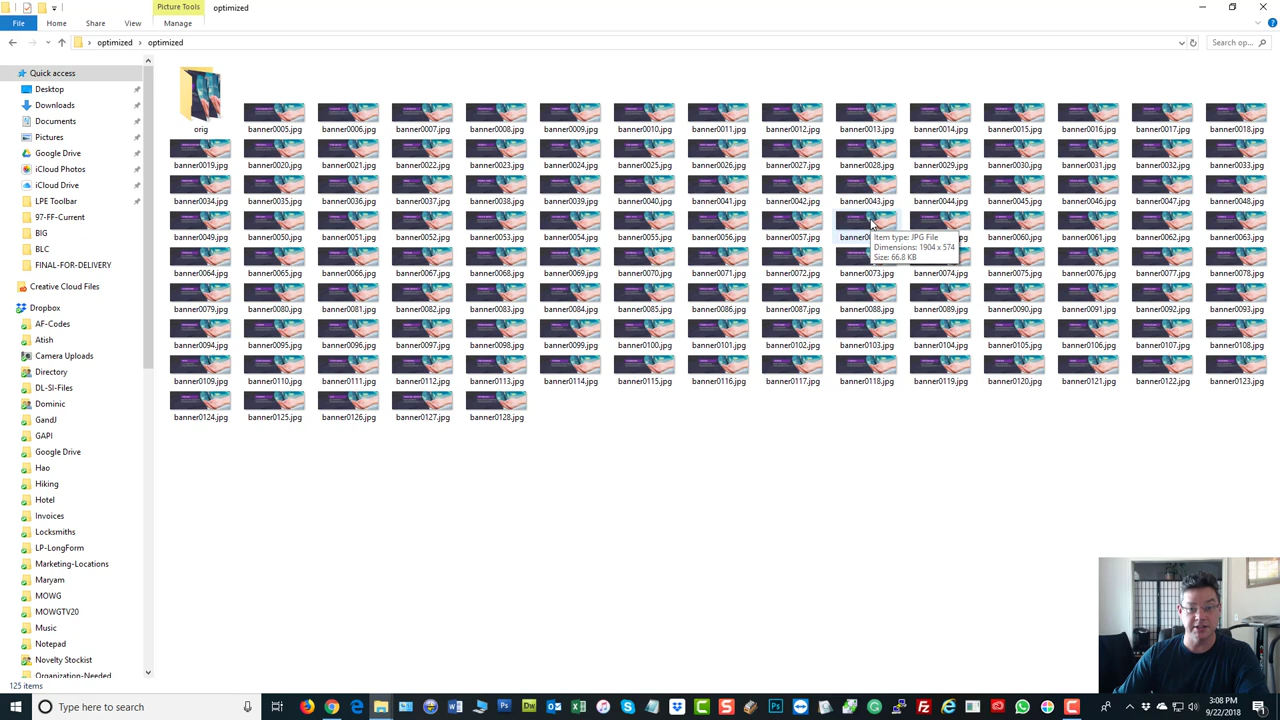 Picture Tools
optimized
File
Home
Share
View
Manage
optimized
optimized
Search op...
Quick access
Desktop
Downloads
Documents
Pictures
Google Drive
iCloud Photos
iCloud Drive
LPE Toolbar
97-FF-Current
BIG
BLC
FINAL-FOR-DELIVERY
Creative Cloud Files
Dropbox
AF-Codes
Atish
Camera Uploads
Directory
DL-SI-Files
Dominic
GandJ
GAPI
Google Drive
Hao
Hiking
Hotel
Invoices
Locksmiths
LP-LongForm
Marketing-Locations
Maryam
MOWG
MOWGTV20
Music
Notepad
Novelty Stockist
Organization-Needed
orig banner0005.jpg banner0006.jpg banner0007.jpg banner0008.jpg banner0009.jpg banner0010.jpg banner0011.jpg banner0012.jpg banner0013.jpg banner0014.jpg banner0015.jpg banner0016.jpg banner0017.jpg banner0018.jpg
banner0019.jpg banner0020.jpg banner0021.jpg banner0022.jpg banner0023.jpg banner0024.jpg banner0025.jpg banner0026.jpg banner0027.jpg banner0028.jpg banner0029.jpg banner0030.jpg banner0031.jpg banner0032.jpg banner0033.jpg
banner0034.jpg banner0035.jpg banner0036.jpg banner0037.jpg banner0038.jpg banner0039.jpg banner0040.jpg banner0041.jpg banner0042.jpg banner0043.jpg banner0044.jpg banner0045.jpg banner0046.jpg banner0047.jpg banner0048.jpg
banner0049.jpg banner0050.jpg banner0051.jpg banner0052.jpg banner0053.jpg banner0054.jpg banner0055.jpg banner0056.jpg banner0057.jpg banner0060.jpg banner0061.jpg banner0062.jpg banner0063.jpg
Item type: JPG File
Dimensions: 1904 x 574
Size: 66.8 KB
banner0064.jpg banner0065.jpg banner0066.jpg banner0067.jpg banner0068.jpg banner0069.jpg banner0070.jpg banner0071.jpg banner0072.jpg banner0073.jpg banner0074.jpg banner0075.jpg banner0076.jpg banner0077.jpg banner0078.jpg
banner0079.jpg banner0080.jpg banner0081.jpg banner0082.jpg banner0083.jpg banner0084.jpg banner0085.jpg banner0086.jpg banner0087.jpg banner0088.jpg banner0089.jpg banner0090.jpg banner0091.jpg banner0092.jpg banner0093.jpg
banner0094.jpg banner0095.jpg banner0096.jpg banner0097.jpg banner0098.jpg banner0099.jpg banner0100.jpg banner0101.jpg banner0102.jpg banner0103.jpg banner0104.jpg banner0105.jpg banner0106.jpg banner0107.jpg banner0108.jpg
banner0109.jpg banner0110.jpg banner0111.jpg banner0112.jpg banner0113.jpg banner0114.jpg banner0115.jpg banner0116.jpg banner0117.jpg banner0118.jpg banner0119.jpg banner0120.jpg banner0121.jpg banner0122.jpg banner0123.jpg
banner0124.jpg banner0125.jpg banner0126.jpg banner0127.jpg banner0128.jpg
125 items
Type here to search
3:08 PM
9/22/2018